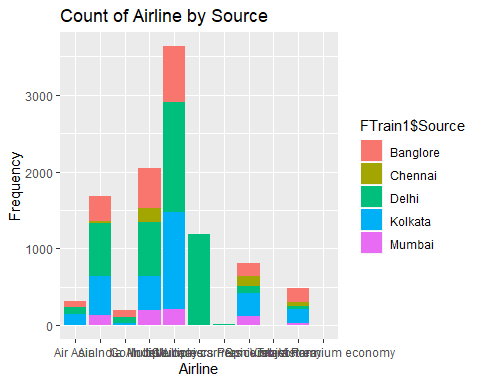 Count of Airline by Source
Frequency
3000
2000
1000
0
Air Asia
economy
Airline
FTrain1$Source
Banglore
Chennai
Delhi
Kolkata
Mumbai